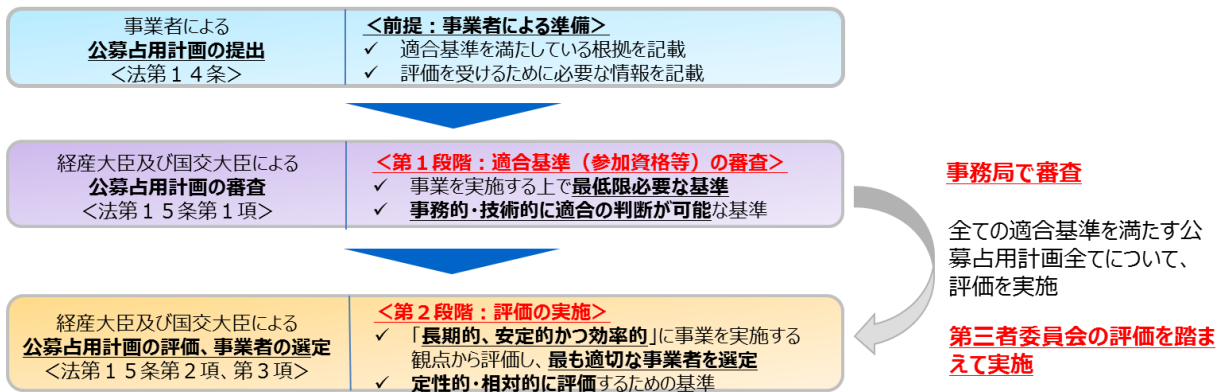 事業者による
公募占用計画の提出
<法第14条>
<前提：事業者による準備>
✓ 適合基準を満たしている根拠を記載
✓ 評価を受けるために必要な情報を記載
経産大臣及び国交大臣による
公募占用計画の審査
<法第15条第1項>
<第1段階：適合基準（参加資格等）の審査>
✓ 事業を実施する上で最低限必要な基準
✓ 事務的・技術的に適合の判断が可能な基準
事務局で審査
全ての適合基準を満たす公
募占用計画全てについて、
評価を実施
経産大臣及び国交大臣による
公募占用計画の評価、事業者の選定
<法第15条第2項、第3項>
<第2段階：評価の実施>
✓ 「長期的、安定的かつ効率的」に事業を実施する
観点から評価し、最も適切な事業者を選定
✓ 定性的・相対的に評価するための基準
第三者委員会の評価を踏ま
えて実施